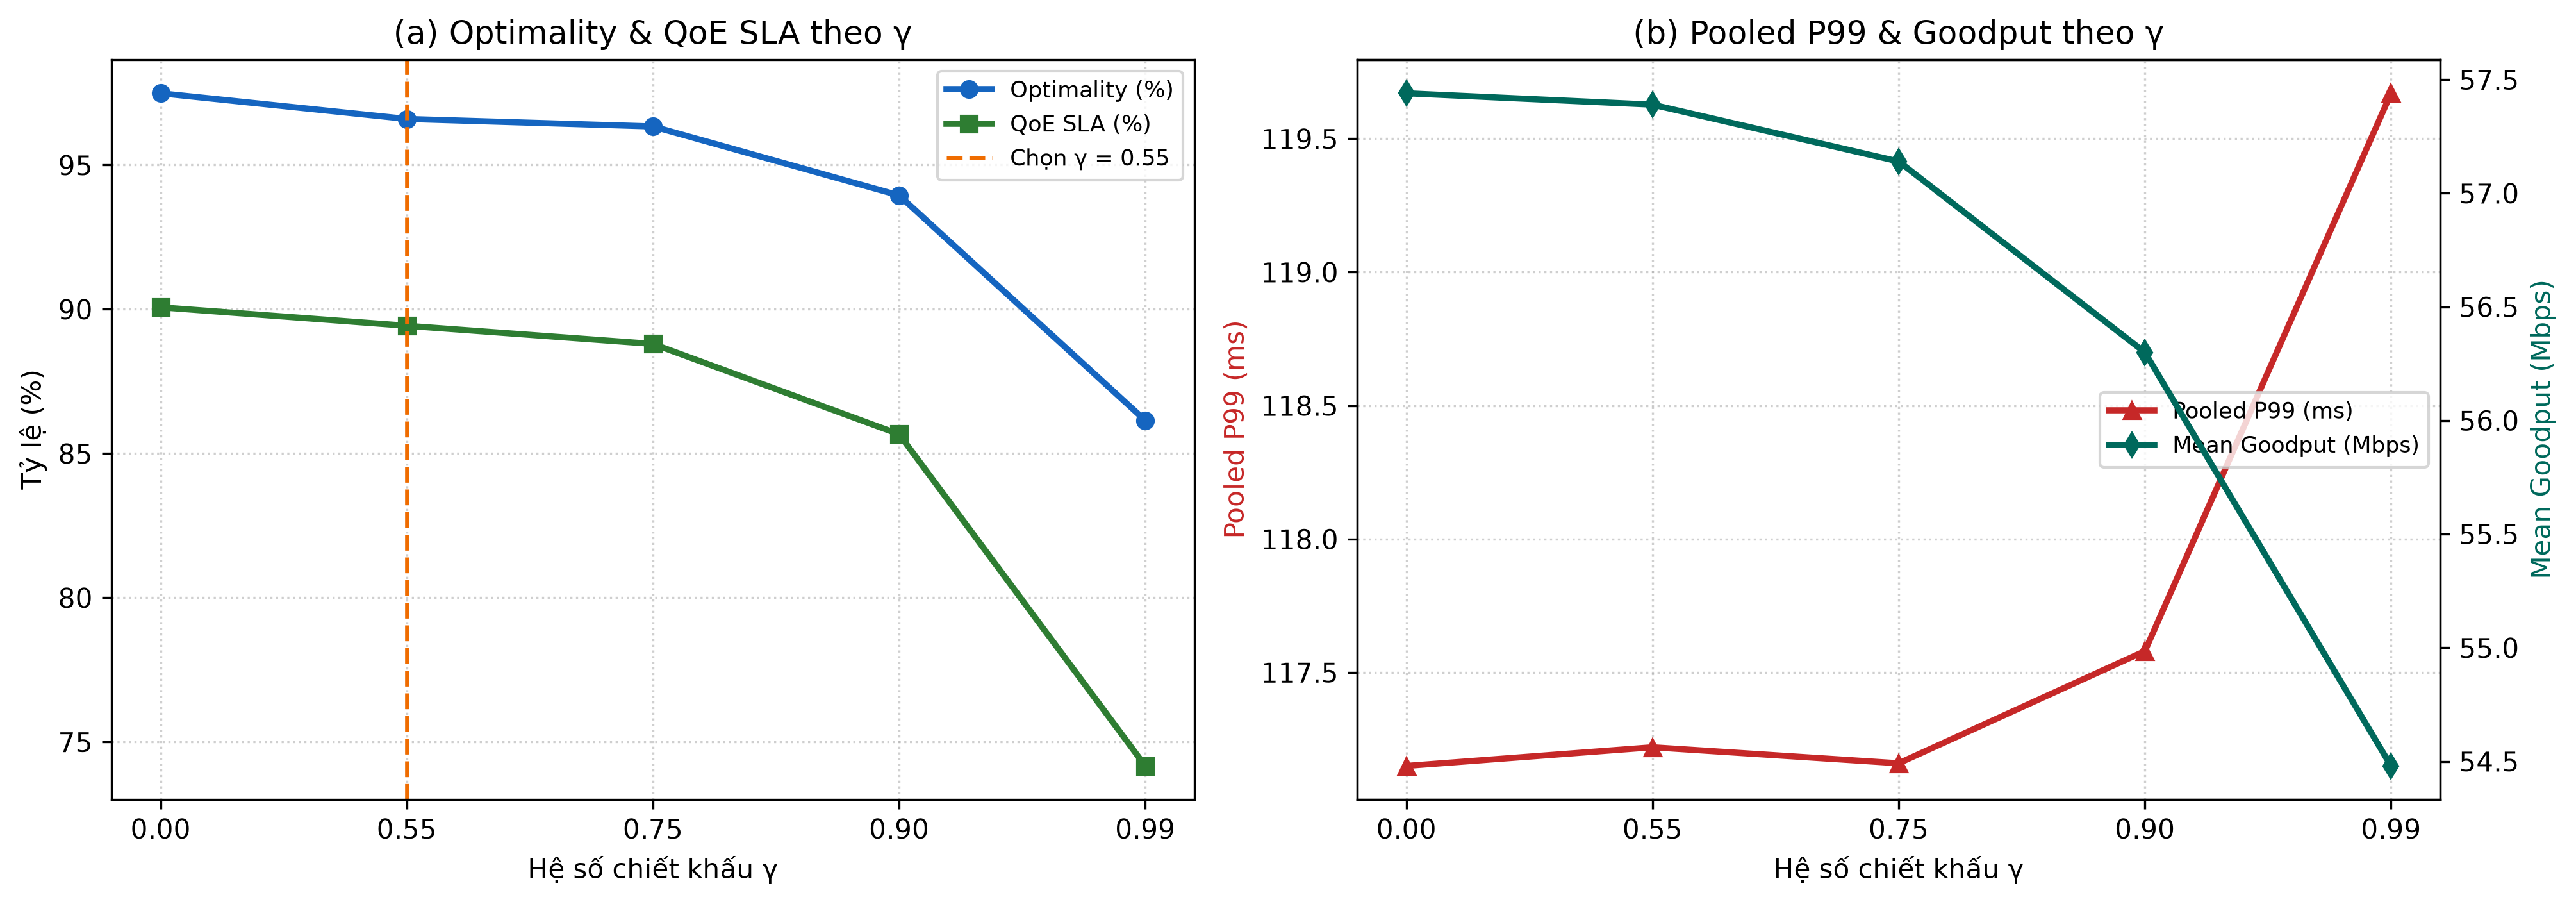 (a) Optimality & QoE SLA theo γ
Tỷ lệ (%)
95
90
85
80
75
Optimality (%)
QoE SLA (%)
Chọn γ = 0.55
0.00 0.55 0.75 0.90 0.99
Hệ số chiết khấu γ
(b) Pooled P99 & Goodput theo γ
Pooled P99 (ms)
119.5
119.0
118.5
118.0
117.5
Pooled P99 (ms)
Mean Goodput (Mbps)
57.5
57.0
56.5
56.0
55.5
55.0
54.5
Mean Goodput (Mbps)
0.00 0.55 0.75 0.90 0.99
Hệ số chiết khấu γ